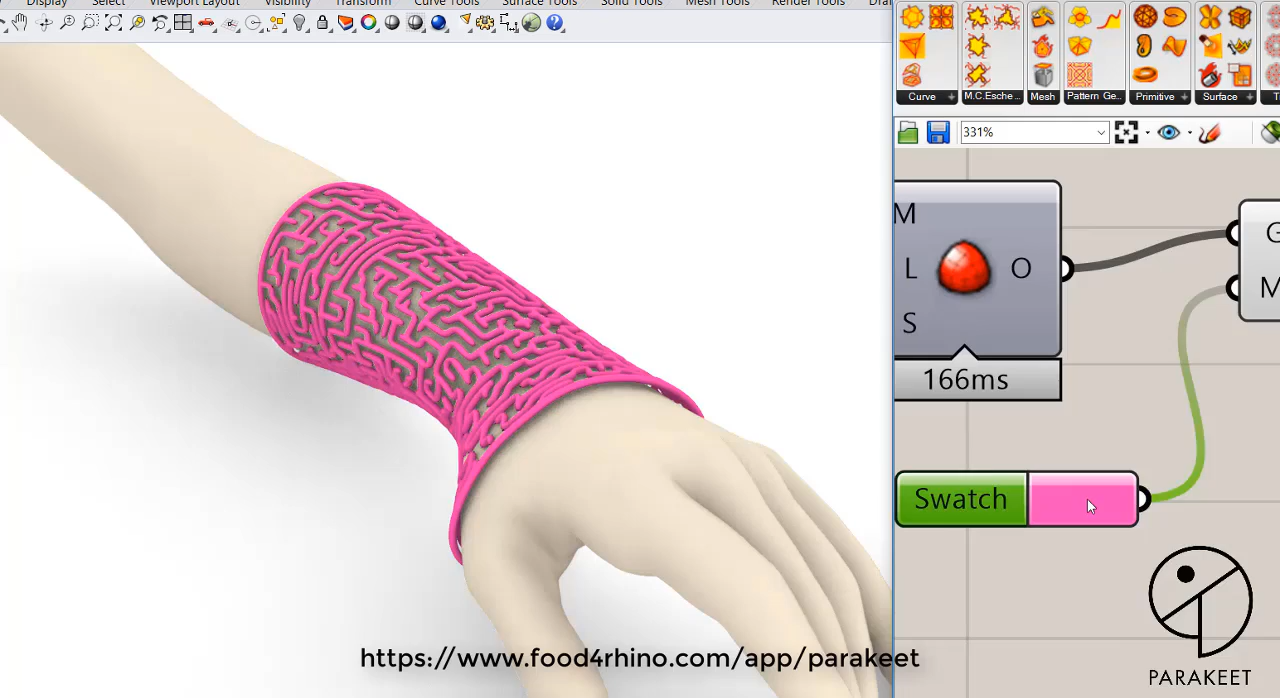 Display Select Viewport Layout Visibility Transform Curve Tools Surface Tools Solid Tools Mesh Tools Render Tools
Curve M.C.Esche... Mesh Pattern Ge.. Primitive Surface
331%
M
L O
S
166ms
G
M
Swatch
https://www.food4rhino.com/app/parakeet
PARAKEET